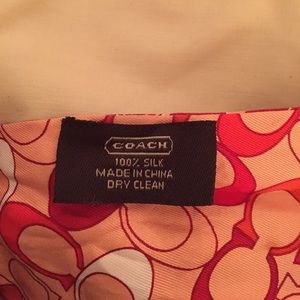 COACH
100% SILK
MADE IN CHINA
DRY CLEAN